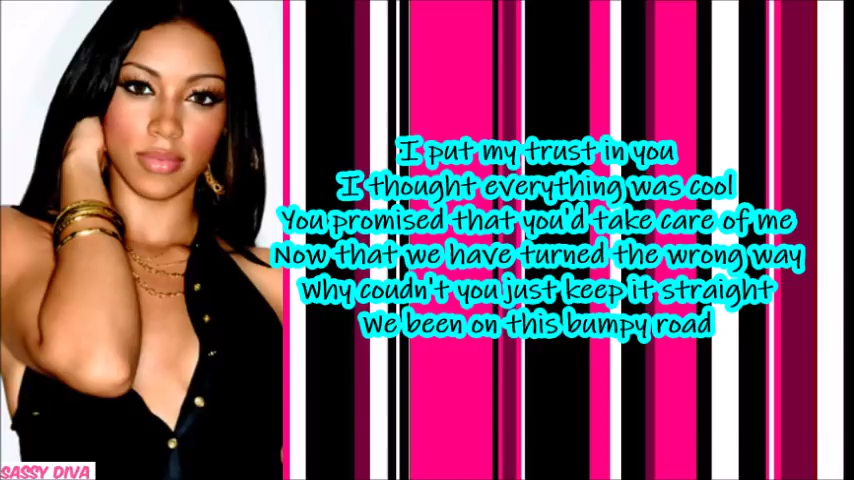 I put my trust in you
I thought everything was cool
You promised that you'd take care of me
Now that we have turned the wrong way
Why coudn't you just keep it straight
We been on this bumpy road
SASSY DIVA